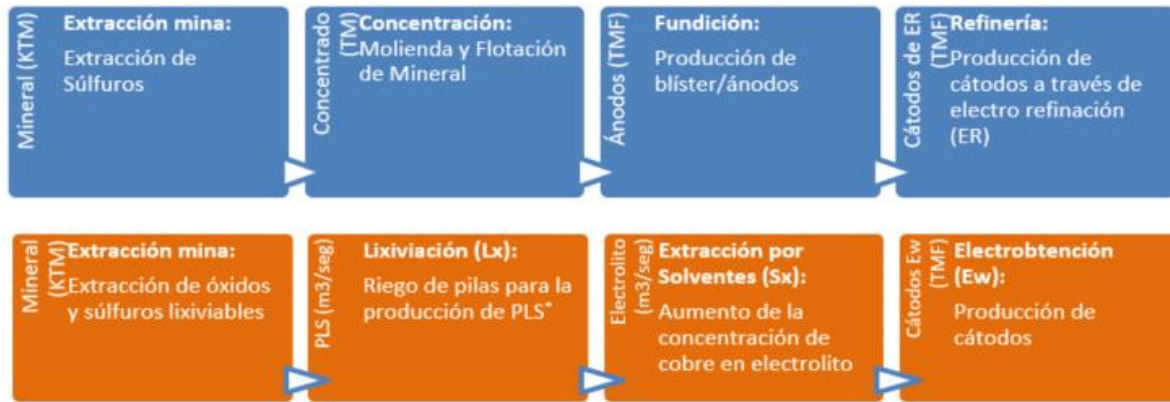 Mineral (KTM)
Extracción mina:
Extracción de
Súlfuros
Concentrado
(TM)
Concentración:
Molienda y Flotación
de Mineral
Ánodos (TMF)
Fundición:
Producción de
blíster/ánodos
Cátodos de ER
(TMF)
Refinería:
Producción de
cátodos a través de
electro refinación
(ER)
Mineral
(KTM)
Extracción mina:
Extracción de óxidos
y súlfuros lixiviables
PLS (m3/seg)
Lixiviación (Lx):
Riego de pilas para la
producción de PLS*
Electrolito
(m3/seg)
Extracción por
Solventes (Sx):
Aumento de la
concentración de
cobre en electrolito
Cátodos Ew
(TMF)
Electrobtención
(Ew):
Producción de
cátodos